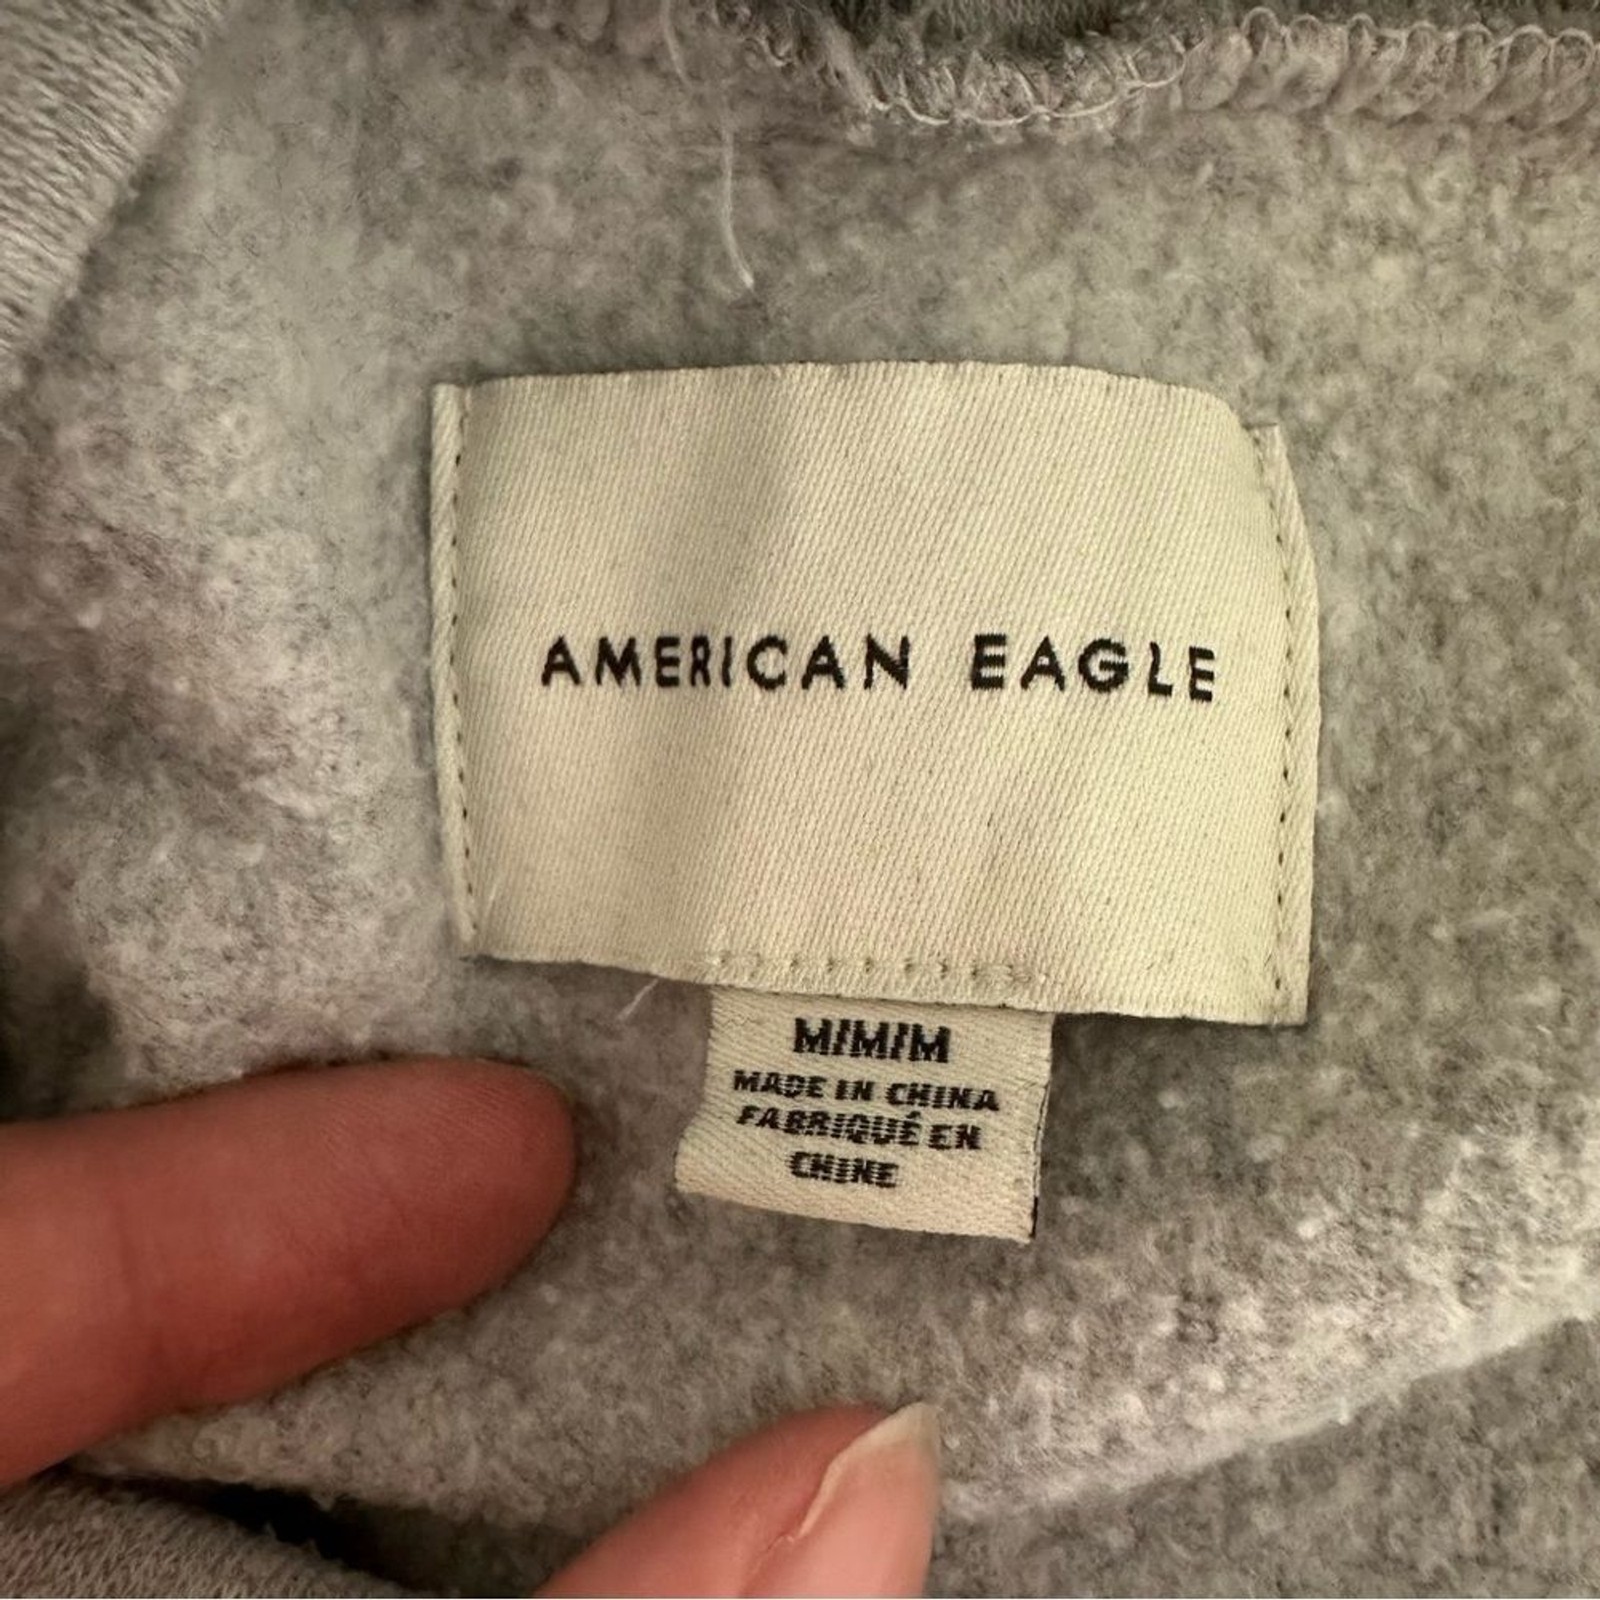 AMERICAN EAGLE
M/M/M
MADE IN CHINA
FABRIQUÉ EN
CHINE